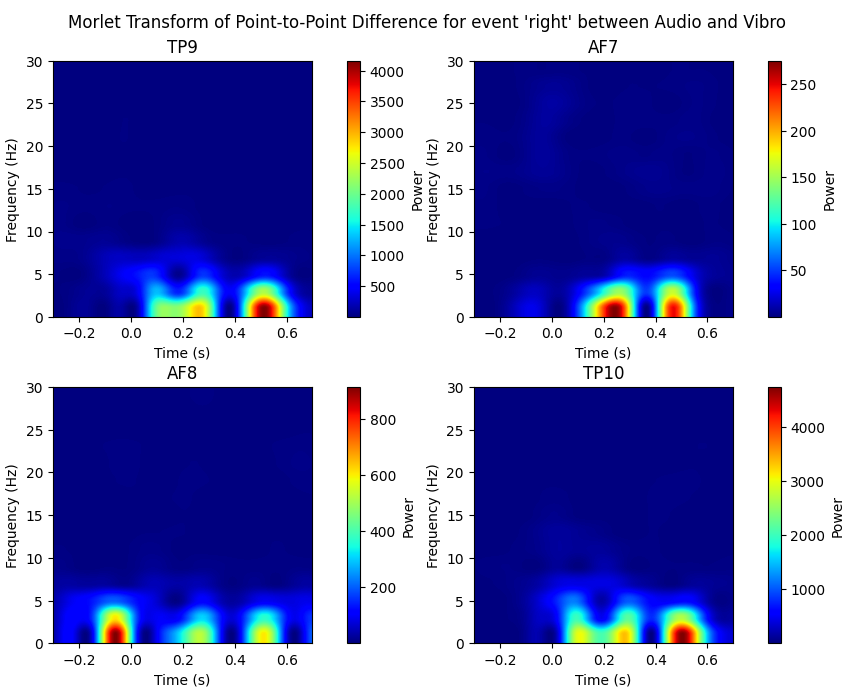 Morlet Transform of Point-to-Point Difference for event 'right' between Audio and Vibro
TP9
30
25
20
15
10
5
0
Frequency (Hz)
−0.2 0.0 0.2 0.4 0.6
Time (s)
4000
3500
3000
2500
2000
1500
1000
500
Power
AF7
30
25
20
15
10
5
0
Frequency (Hz)
−0.2 0.0 0.2 0.4 0.6
Time (s)
250
200
150
100
50
Power
AF8
30
25
20
15
10
5
0
Frequency (Hz)
−0.2 0.0 0.2 0.4 0.6
Time (s)
800
600
400
200
Power
TP10
30
25
20
15
10
5
0
Frequency (Hz)
−0.2 0.0 0.2 0.4 0.6
Time (s)
4000
3000
2000
1000
Power